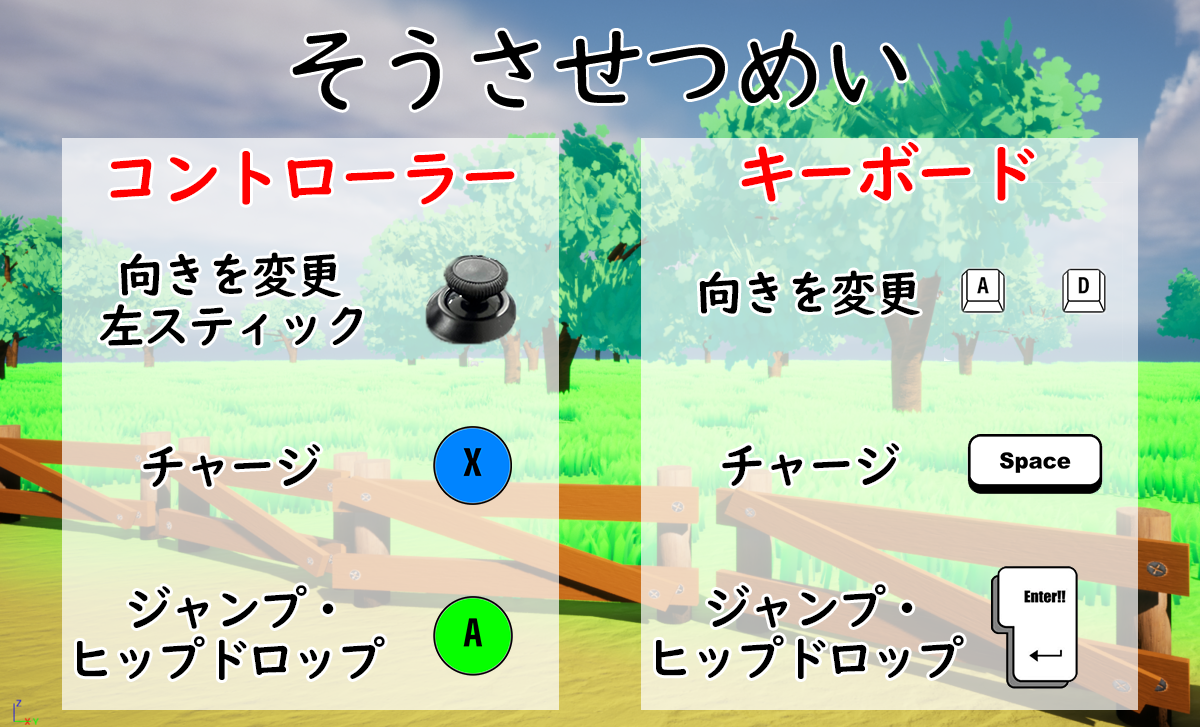 そうさせつめい
コントローラー
向きを変更
左スティック
チャージ
X
ジャンプ・
ヒップドロップ
A
キーボード
向きを変更 A D
チャージ
Space
ジャンプ・
ヒップドロップ
Enter!!
Z
X Y